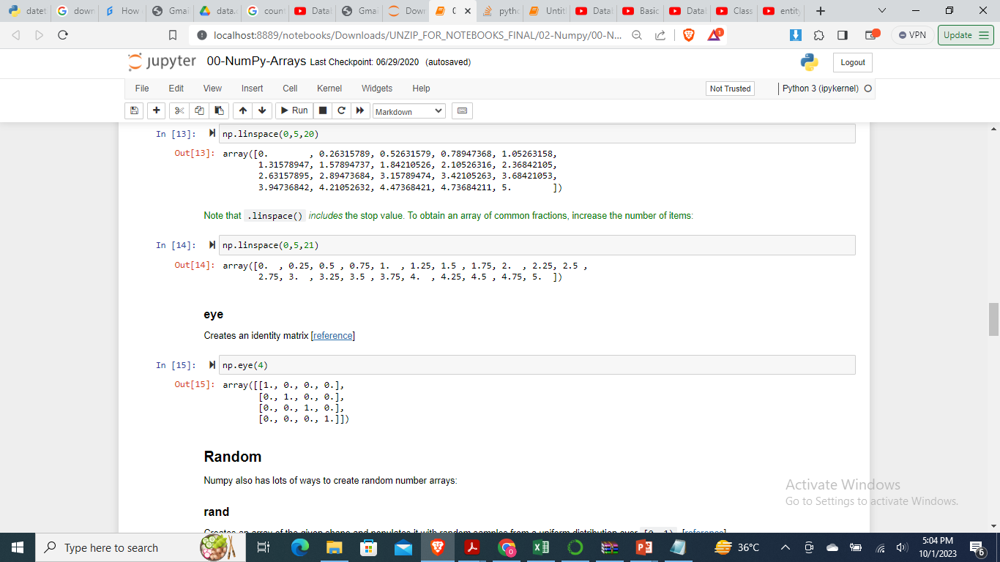 datet
down
How
Gmai
data.
coun
Datal
Gmai
Down
pytho
Untitl
Datal
Basic
Datal
Class
entity
localhost:8889/notebooks/Downloads/UNZIP_FOR_NOTEBOOKS_FINAL/02-Numpy/00-N...
1
VPN
Update
jupyter 00-NumPy-Arrays Last Checkpoint: 06/29/2020 (autosaved)
Logout
File Edit View Insert Cell Kernel Widgets Help
Not Trusted
Python 3 (ipykernel)
Run
Markdown
In [13]: np.linspace(0,5,20)
Out[13]: array([0.        , 0.26315789, 0.52631579, 0.78947368, 1.05263158,
1.31578947, 1.57894737, 1.84210526, 2.10526316, 2.36842105,
2.63157895, 2.89473684, 3.15789474, 3.42105263, 3.68421053,
3.94736842, 4.21052632, 4.47368421, 4.73684211, 5.        ])
Note that .linspace() includes the stop value. To obtain an array of common fractions, increase the number of items:
In [14]: np.linspace(0,5,21)
Out[14]: array([0.  , 0.25, 0.5 , 0.75, 1.  , 1.25, 1.5 , 1.75, 2.  , 2.25, 2.5 ,
2.75, 3.  , 3.25, 3.5 , 3.75, 4.  , 4.25, 4.5 , 4.75, 5.  ])
eye
Creates an identity matrix [reference]
In [15]: np.eye(4)
Out[15]: array([[1., 0., 0., 0.],
[0., 1., 0., 0.],
[0., 0., 1., 0.],
[0., 0., 0., 1.]])
Random
Numpy also has lots of ways to create random number arrays:
rand
Creates an array of the given shape and populates it with random samples from a uniform distribution over [0, 1). [reference]
Activate Windows
Go to Settings to activate Windows.
Type here to search
36°C
5:04 PM
10/1/2023
6